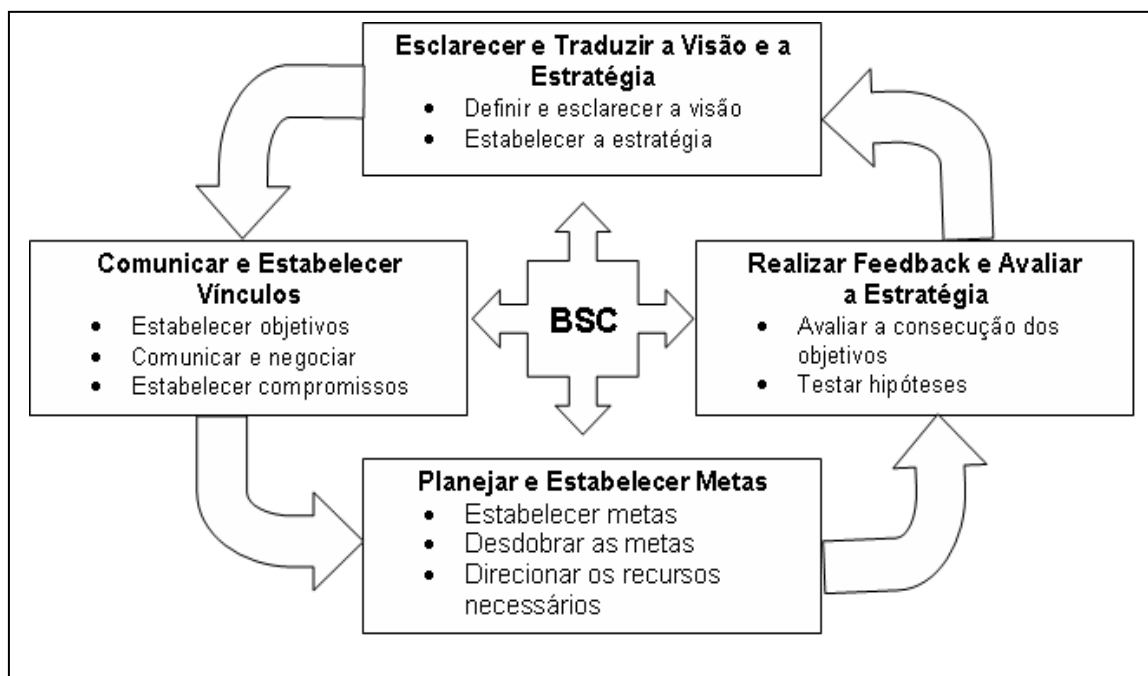 Esclarecer e Traduzir a Visão e a
Estratégia
• Definir e esclarecer a visão
• Estabelecer a estratégia
Comunicar e Estabelecer
Vínculos
• Estabelecer objetivos
• Comunicar e negociar
• Estabelecer compromissos
BSC
Realizar Feedback e Avaliar
a Estratégia
• Avaliar a consecução dos
objetivos
• Testar hipóteses
Planejar e Estabelecer Metas
• Estabelecer metas
• Desdobrar as metas
• Direcionar os recursos
necessários